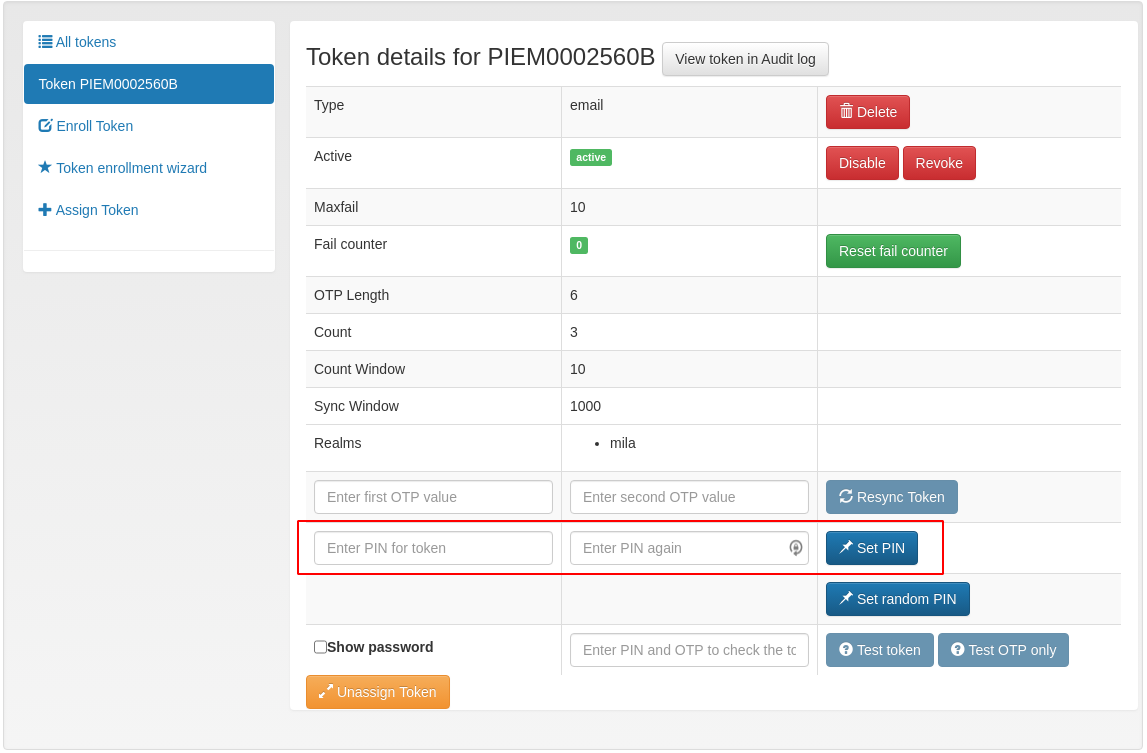 All tokens
Token PIEM0002560B
Enroll Token
Token enrollment wizard
Assign Token
Token details for PIEM0002560B View token in Audit log
Type email Delete
Active active Disable Revoke
Maxfail 10
Fail counter 0 Reset fail counter
OTP Length 6
Count 3
Count Window 10
Sync Window 1000
Realms • mila
Enter first OTP value Enter second OTP value Resync Token
Enter PIN for token Enter PIN again Set PIN
Set random PIN
Show password Enter PIN and OTP to check the to Test token Test OTP only
Unassign Token